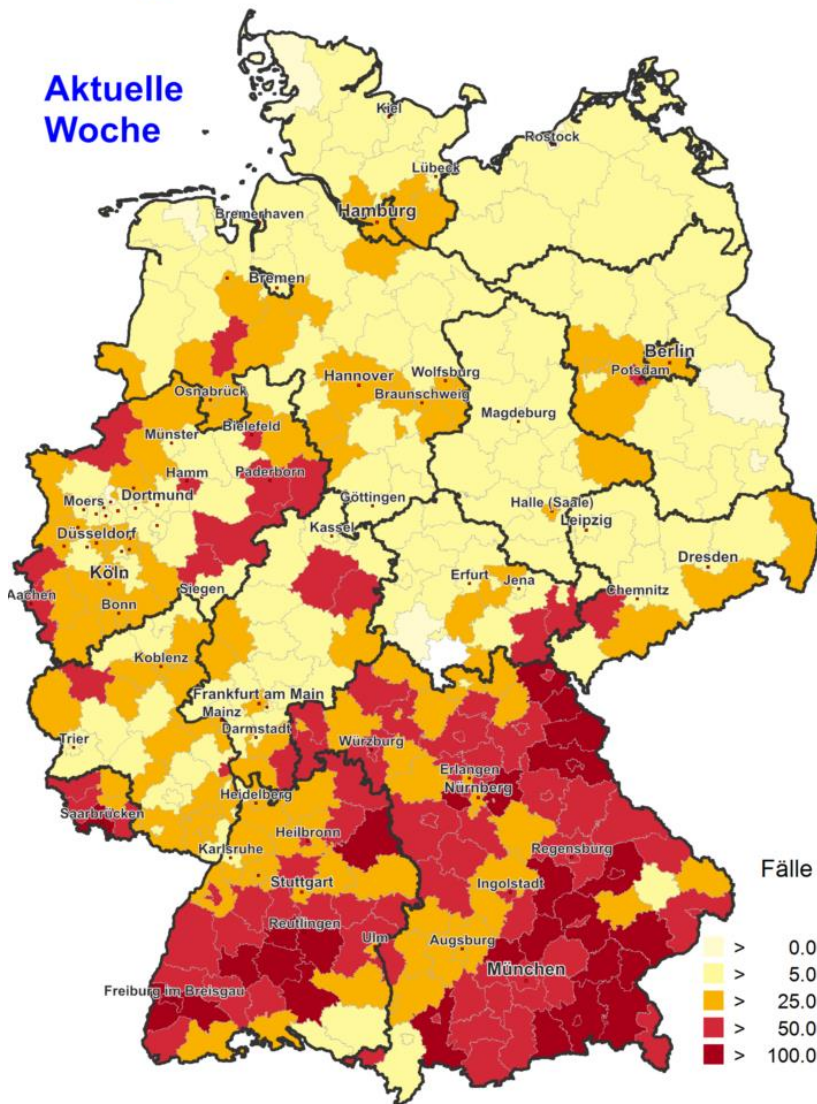 Aktuelle
Woche
Kiel
Rostock
Lübeck
Bremerhaven
Hamburg
Bremen
Berlin
Potsdam
Wolfsburg
Hannover
Braunschweig
Osnabrück
Magdeburg
Bielefeld
Münster
Hamm
Paderborn
Moers
Dortmund
Göttingen
Halle (Saale)
Leipzig
Düsseldorf
Kassel
Dresden
Köln
Erfurt
Jena
Aachen
Siegen
Chemnitz
Bonn
Koblenz
Frankfurt am Main
Mainz
Trier
Darmstadt
Würzburg
Erlangen
Nürnberg
Heidelberg
Saarbrücken
Heilbronn
Karlsruhe
Regensburg
Fälle
Stuttgart
Ingolstadt
Reutlingen
Ulm
Augsburg
München
Freiburg im Breisgau
> 0.0
> 5.0
> 25.0
> 50.0
> 100.0